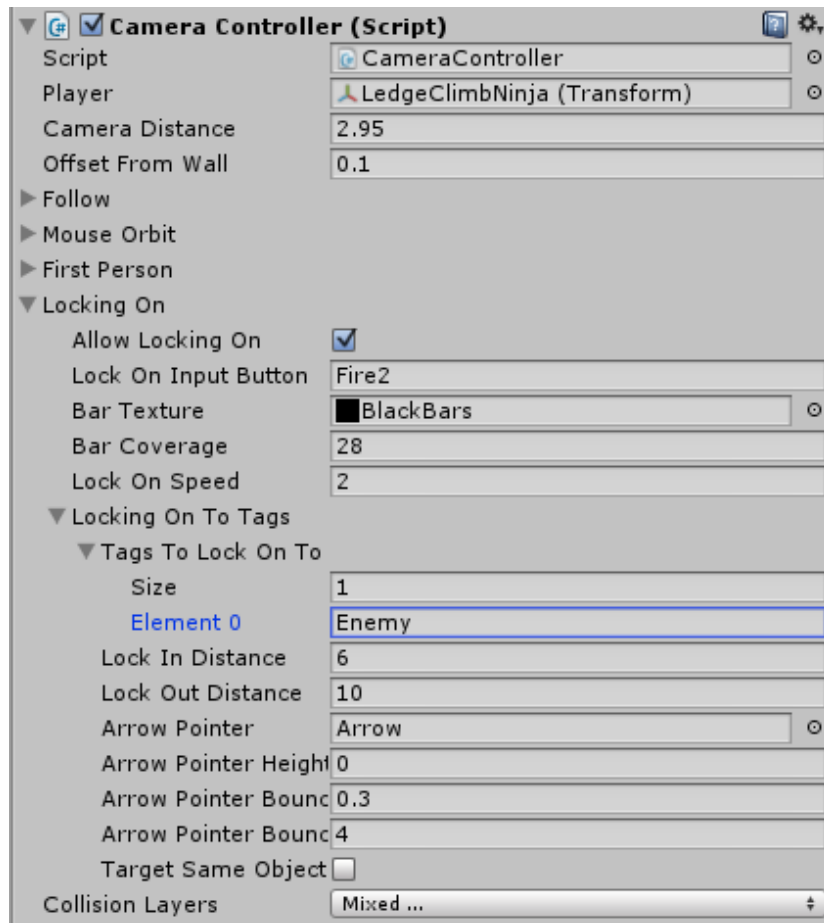 Camera Controller (Script)
Script CameraController
Player LedgeClimbNinja (Transform)
Camera Distance 2.95
Offset From Wall 0.1
Follow
Mouse Orbit
First Person
Locking On
Allow Locking On
Lock On Input Button Fire2
Bar Texture BlackBars
Bar Coverage 28
Lock On Speed 2
Locking On To Tags
Tags To Lock On To
Size 1
Element 0 Enemy
Lock In Distance 6
Lock Out Distance 10
Arrow Pointer Arrow
Arrow Pointer Height 0
Arrow Pointer Bounc 0.3
Arrow Pointer Bounc 4
Target Same Object
Collision Layers Mixed ...